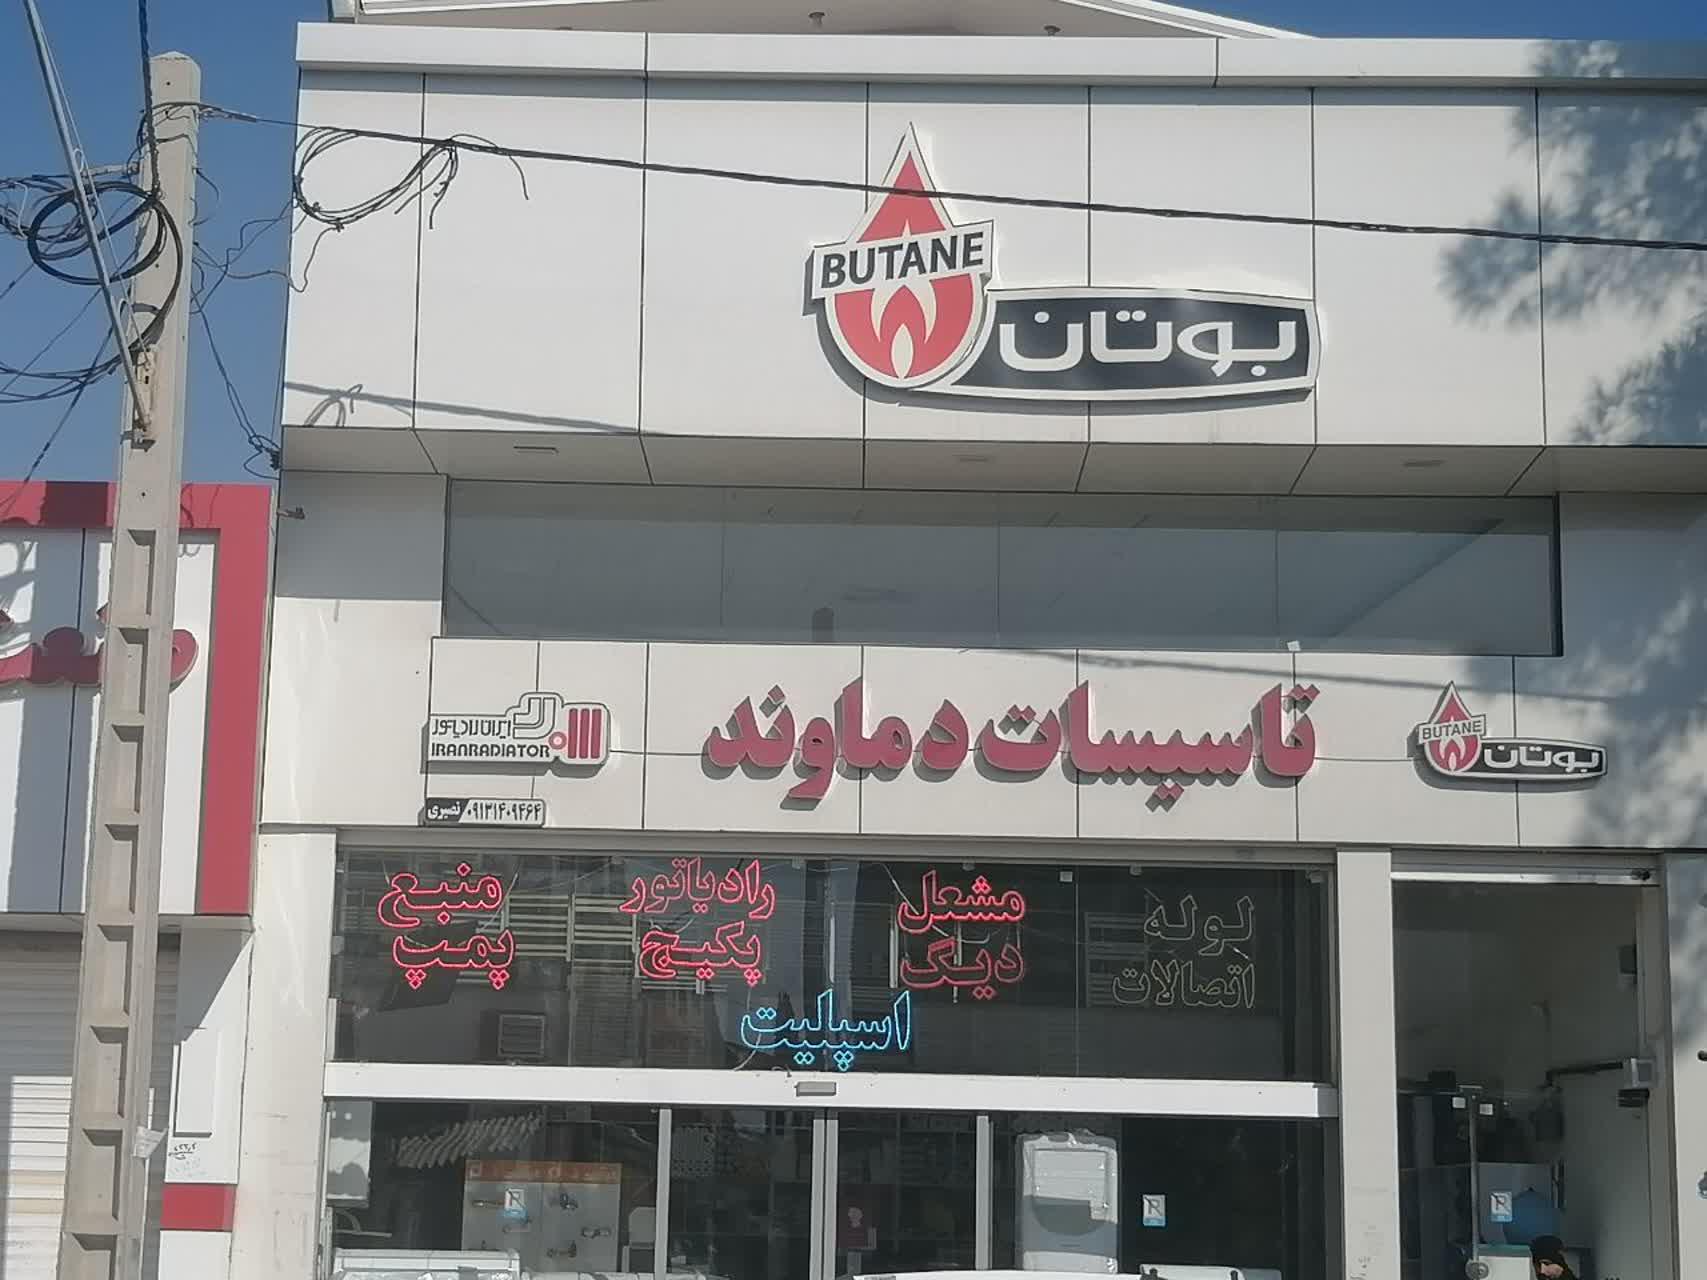 BUTANE
بوتان
تاسیسات دماوند
BUTANE
بوتان
ایران رادیاتور
IRANRADIATOR
۰۹۱۳۱۴۰۹۴۶۴ نصیری
لوله
اتصالات
مشعل
دیگ
رادیاتور
پکیج
منبع
پمپ
اسپلیت